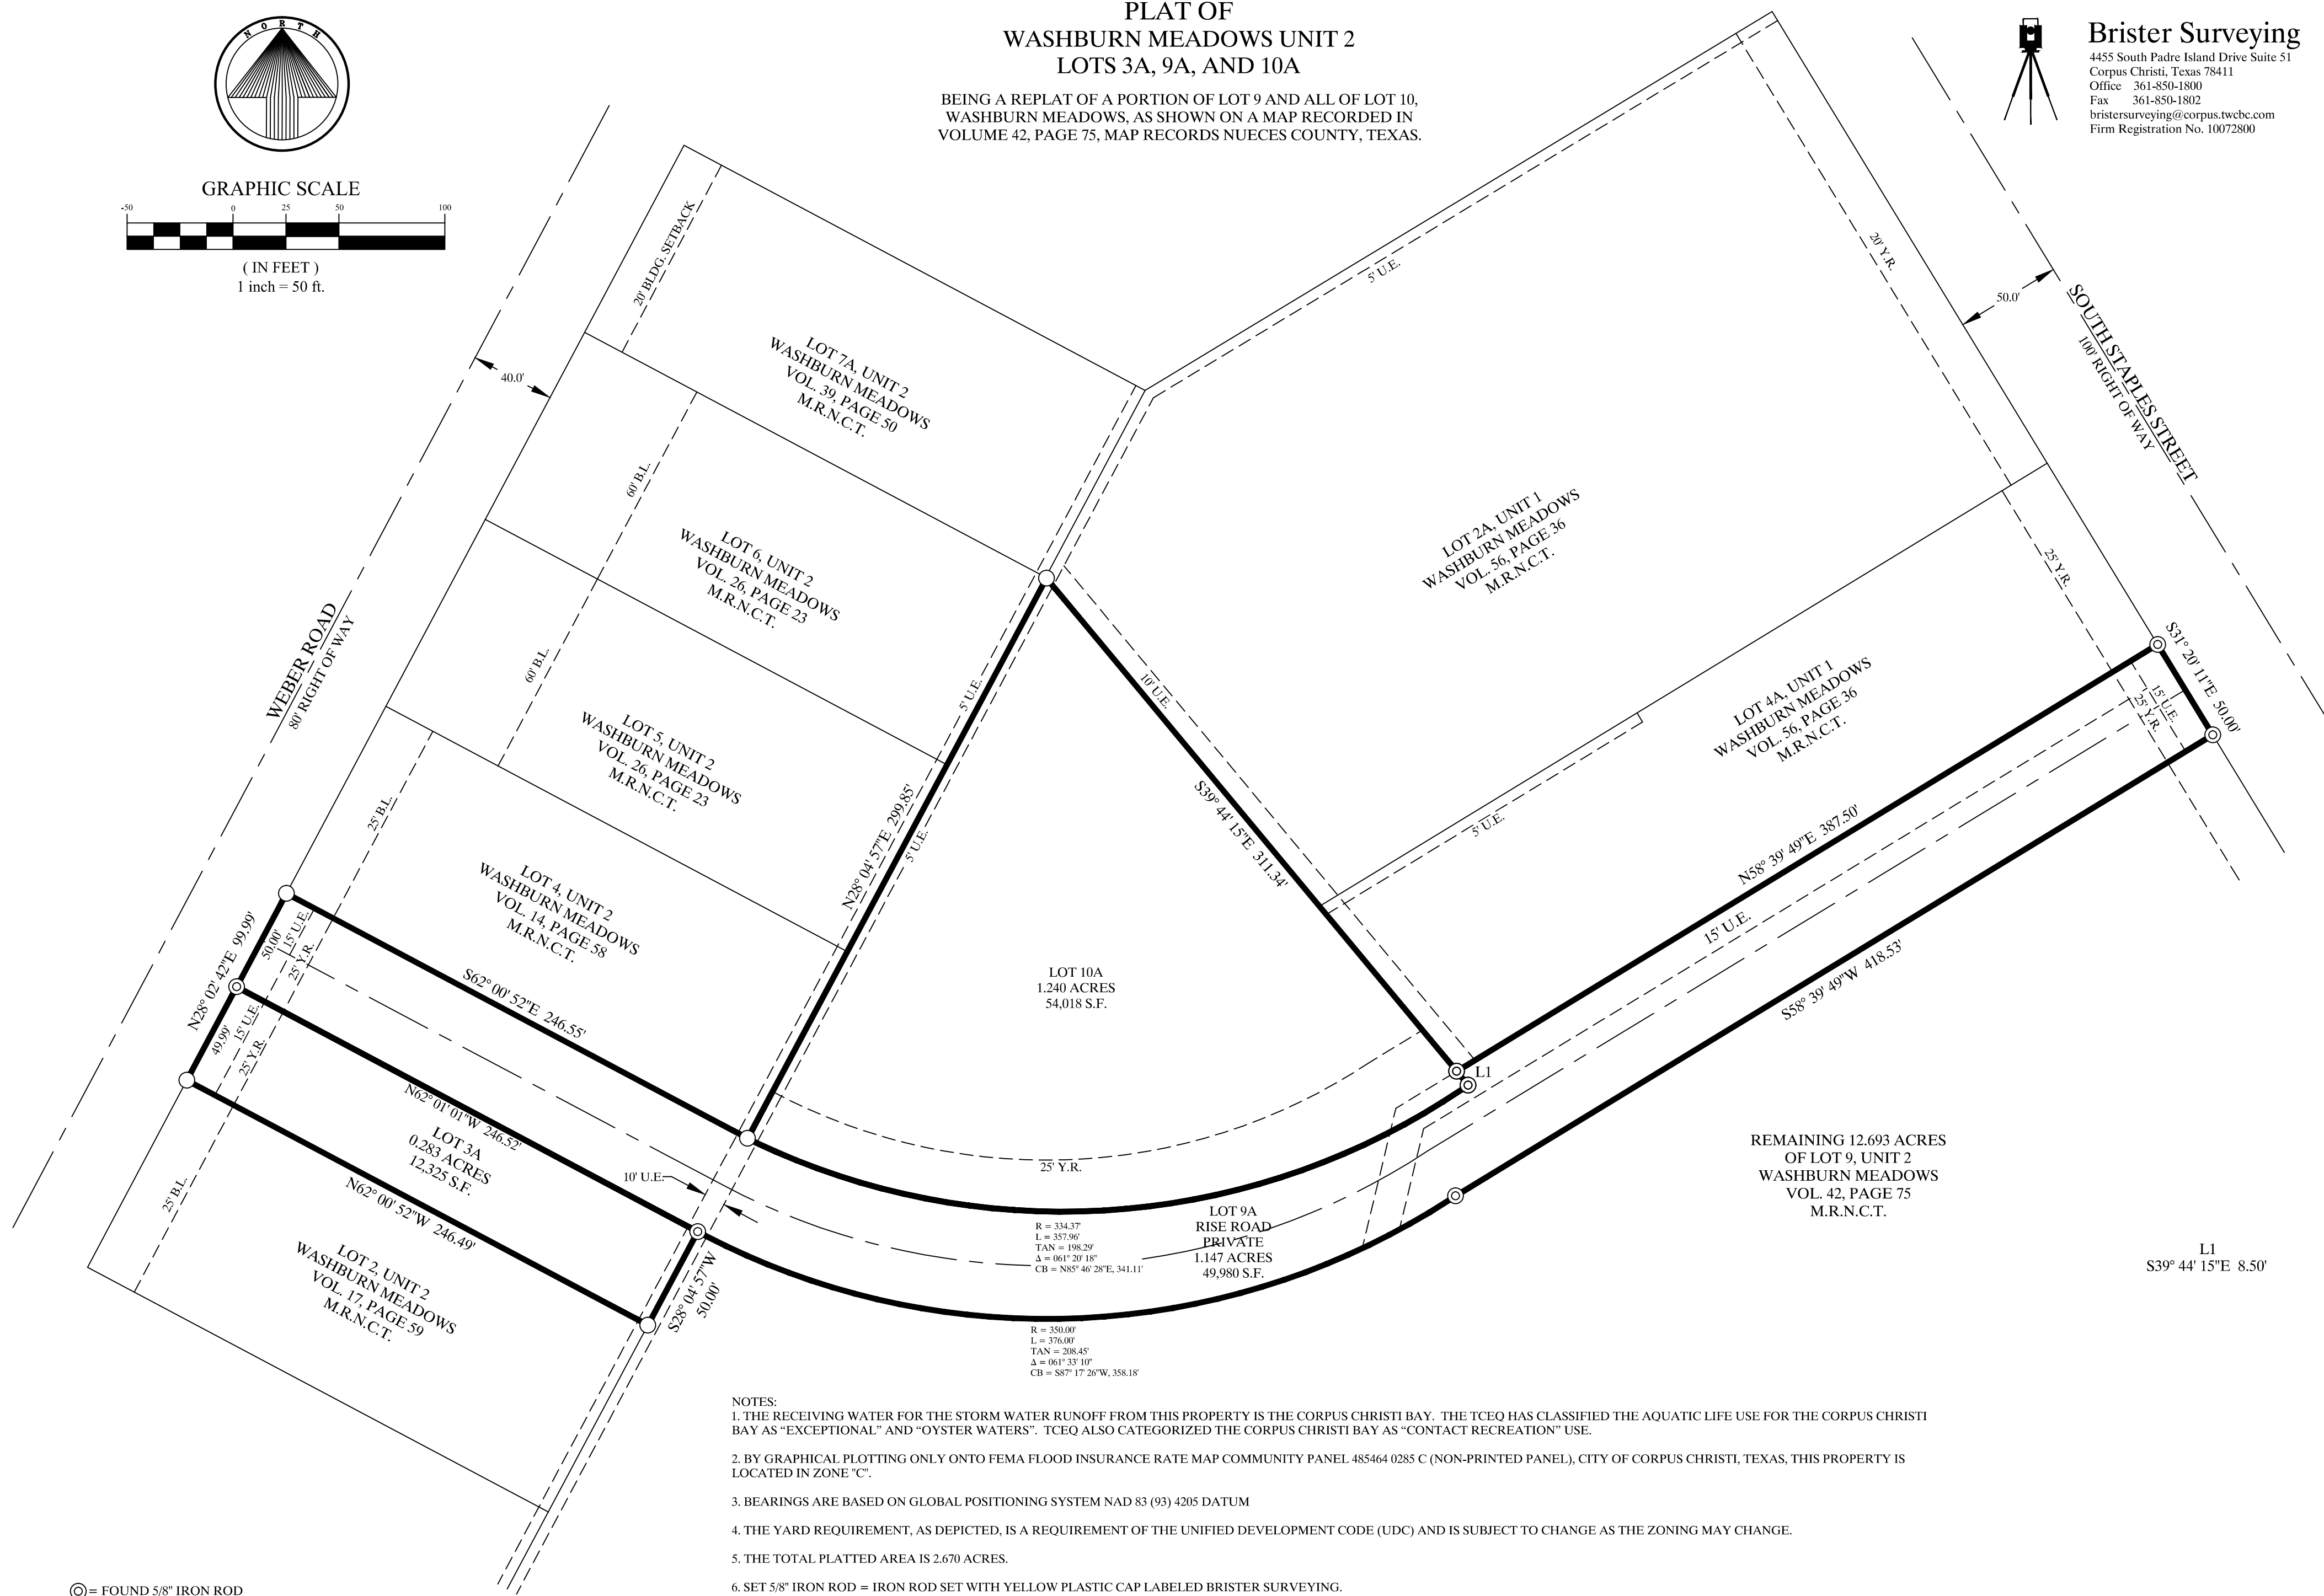 PLAT OF
WASHBURN MEADOWS UNIT 2
LOTS 3A, 9A, AND 10A
BEING A REPLAT OF A PORTION OF LOT 9 AND ALL OF LOT 10,
WASHBURN MEADOWS, AS SHOWN ON A MAP RECORDED IN
VOLUME 42, PAGE 75, MAP RECORDS NUECES COUNTY, TEXAS.
Brister Surveying
4455 South Padre Island Drive Suite 51
Corpus Christi, Texas 78411
Office 361-850-1800
Fax 361-850-1802
bristersurveying@corpus.twcbc.com
Firm Registration No. 10072800
NORTH
GRAPHIC SCALE
-50 0 25 50 100
( IN FEET )
1 inch = 50 ft.
20' BLDG. SETBACK
40.0'
LOT 7A, UNIT 2
WASHBURN MEADOWS
VOL. 39, PAGE 50
M.R.N.C.T.
60' B.L.
LOT 6, UNIT 2
WASHBURN MEADOWS
VOL. 26, PAGE 23
M.R.N.C.T.
60' B.L.
LOT 5, UNIT 2
WASHBURN MEADOWS
VOL. 26, PAGE 23
M.R.N.C.T.
WEBER ROAD
80' RIGHT OF WAY
25' B.L.
LOT 4, UNIT 2
WASHBURN MEADOWS
VOL. 14, PAGE 58
M.R.N.C.T.
5' U.E.
20' Y.R.
50.0'
SOUTH STAPLES STREET
100' RIGHT OF WAY
LOT 2A, UNIT 1
WASHBURN MEADOWS
VOL. 56, PAGE 36
M.R.N.C.T.
25' Y.R.
LOT 4A, UNIT 1
WASHBURN MEADOWS
VOL. 56, PAGE 36
M.R.N.C.T.
5' U.E.
S31° 20' 11"E 50.00'
15' U.E.
25' Y.R.
10' U.E.
S39° 44' 15"E 311.34'
5' U.E.
N28° 04' 57"E 299.85'
5' U.E.
N58° 39' 49"E 387.50'
15' U.E.
S58° 39' 49"W 418.53'
LOT 10A
1.240 ACRES
54,018 S.F.
L1
25' Y.R.
N28° 02' 42"E 99.99'
50.00'
15' U.E.
25' Y.R.
49.99'
15' U.E.
25' Y.R.
S62° 00' 52"E 246.55'
N62° 01' 01"W 246.52'
LOT 3A
0.283 ACRES
12,325 S.F.
N62° 00' 52"W 246.49'
10' U.E.
25' B.L.
LOT 2, UNIT 2
WASHBURN MEADOWS
VOL. 17, PAGE 59
M.R.N.C.T.
S28° 04' 57"W
50.00'
R = 334.37'
L = 357.96'
TAN = 198.29'
Δ = 061° 20' 18"
CB = N85° 46' 28"E, 341.11'
LOT 9A
RISE ROAD
PRIVATE
1.147 ACRES
49,980 S.F.
R = 350.00'
L = 376.00'
TAN = 208.45'
Δ = 061° 33' 10"
CB = S87° 17' 26"W, 358.18'
REMAINING 12.693 ACRES
OF LOT 9, UNIT 2
WASHBURN MEADOWS
VOL. 42, PAGE 75
M.R.N.C.T.
L1
S39° 44' 15"E 8.50'
NOTES:
1. THE RECEIVING WATER FOR THE STORM WATER RUNOFF FROM THIS PROPERTY IS THE CORPUS CHRISTI BAY. THE TCEQ HAS CLASSIFIED THE AQUATIC LIFE USE FOR THE CORPUS CHRISTI
BAY AS “EXCEPTIONAL” AND “OYSTER WATERS”. TCEQ ALSO CATEGORIZED THE CORPUS CHRISTI BAY AS “CONTACT RECREATION” USE.
2. BY GRAPHICAL PLOTTING ONLY ONTO FEMA FLOOD INSURANCE RATE MAP COMMUNITY PANEL 485464 0285 C (NON-PRINTED PANEL), CITY OF CORPUS CHRISTI, TEXAS, THIS PROPERTY IS
LOCATED IN ZONE "C".
3. BEARINGS ARE BASED ON GLOBAL POSITIONING SYSTEM NAD 83 (93) 4205 DATUM
4. THE YARD REQUIREMENT, AS DEPICTED, IS A REQUIREMENT OF THE UNIFIED DEVELOPMENT CODE (UDC) AND IS SUBJECT TO CHANGE AS THE ZONING MAY CHANGE.
5. THE TOTAL PLATTED AREA IS 2.670 ACRES.
6. SET 5/8" IRON ROD = IRON ROD SET WITH YELLOW PLASTIC CAP LABELED BRISTER SURVEYING.
= FOUND 5/8" IRON ROD